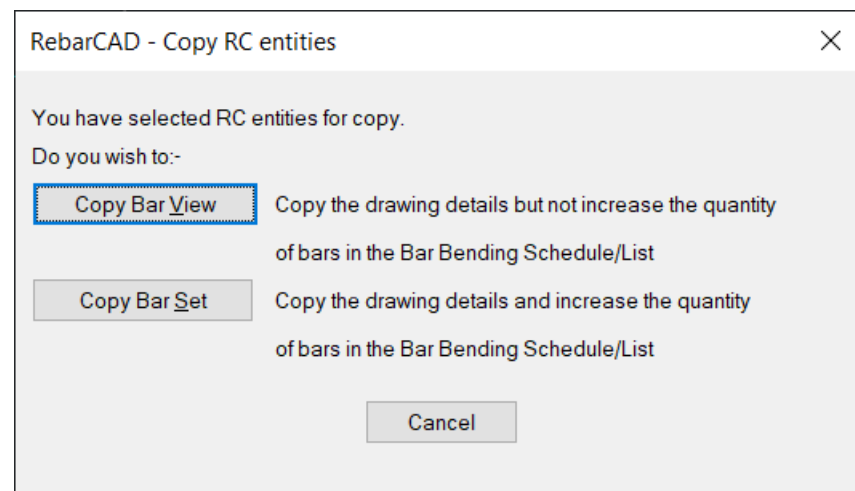 RebarCAD - Copy RC entities
You have selected RC entities for copy.
Do you wish to:-
Copy Bar View Copy the drawing details but not increase the quantity
of bars in the Bar Bending Schedule/List
Copy Bar Set Copy the drawing details and increase the quantity
of bars in the Bar Bending Schedule/List
Cancel